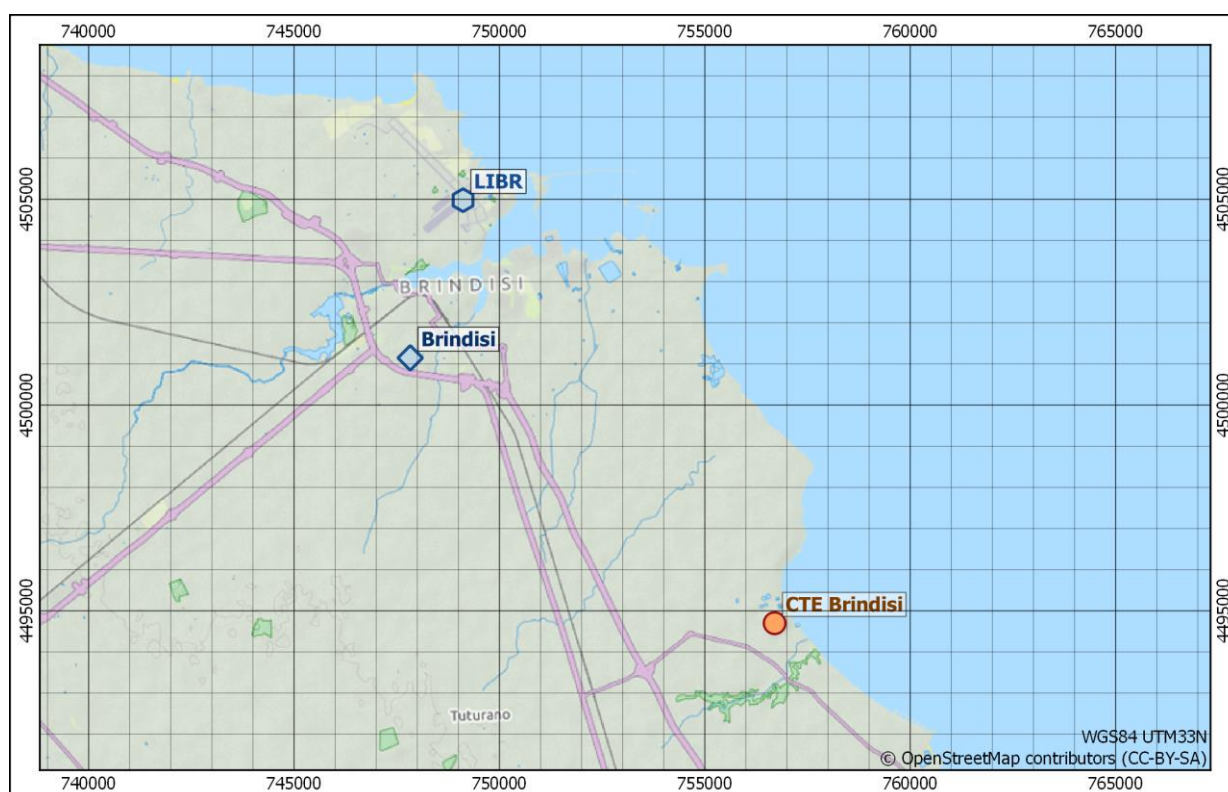 740000 745000 750000 755000 760000 765000
4505000 4505000
LIBR
BRINDISI
Brindisi
4500000 4500000
4495000 4495000
CTE Brindisi
Tuturano
WGS84 UTM33N
© OpenStreetMap contributors (CC-BY-SA)
740000 745000 750000 755000 760000 765000